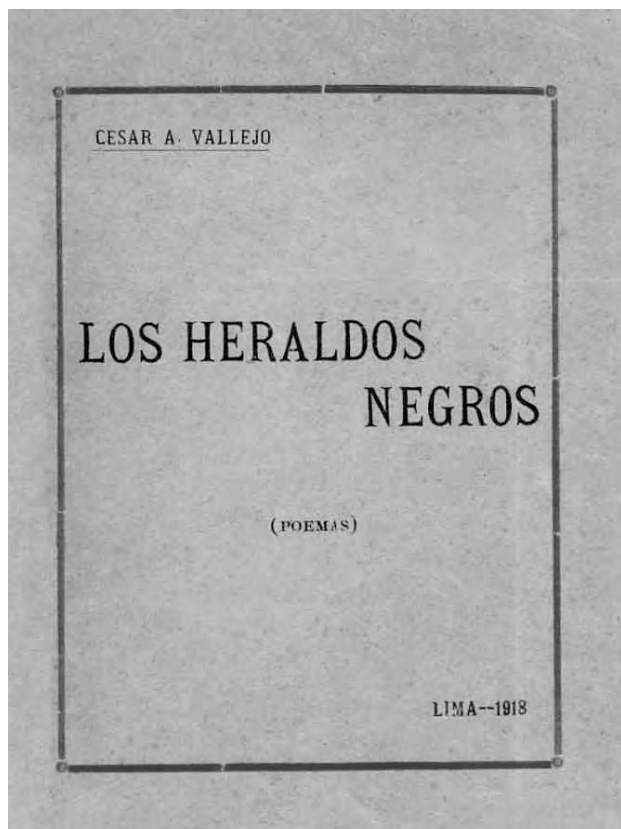 CESAR A. VALLEJO
LOS HERALDOS
NEGROS
(POEMAS)
LIMA--1918